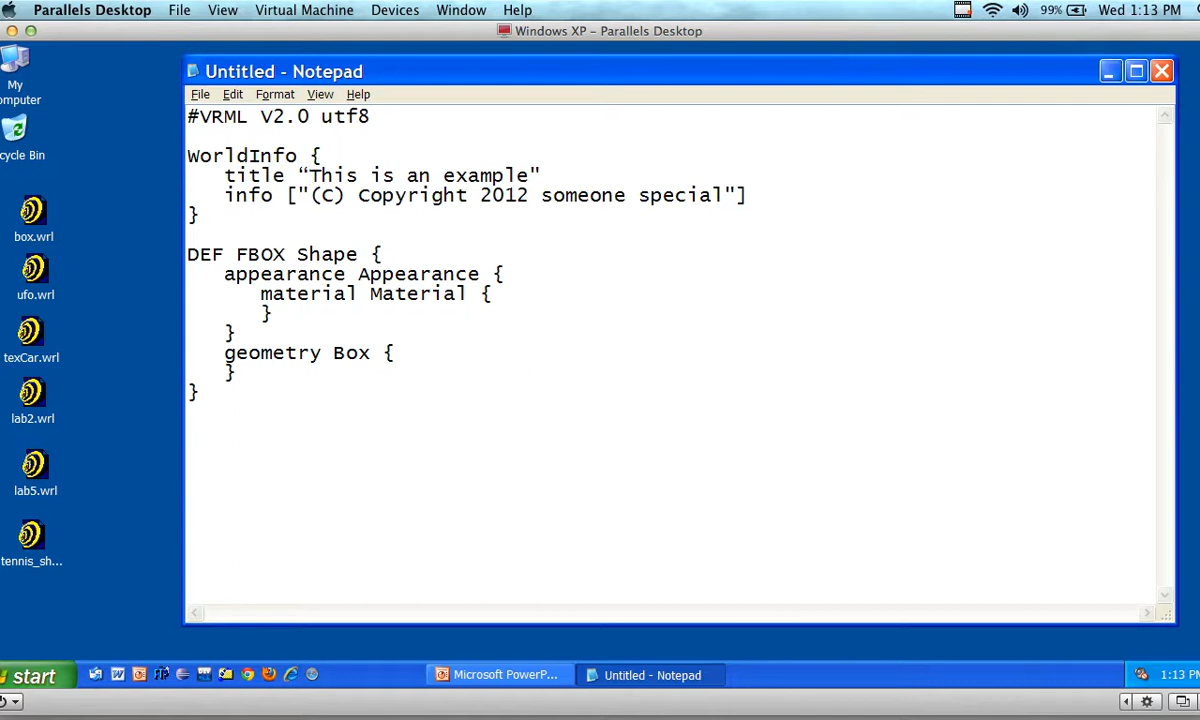 Parallels Desktop File View Virtual Machine Devices Window Help 99% Wed 1:13 PM
Windows XP – Parallels Desktop
My
Untitled - Notepad
File Edit Format View Help
#VRML V2.0 utf8
WorldInfo {
title “This is an example"
info ["(C) Copyright 2012 someone special"]
}
DEF FBOX Shape {
appearance Appearance {
material Material {
}
}
geometry Box {
}
}
omputer
cycle Bin
box.wrl
ufo.wrl
texCar.wrl
lab2.wrl
lab5.wrl
tennis_sh...
start Microsoft PowerP... Untitled - Notepad 1:13 PM